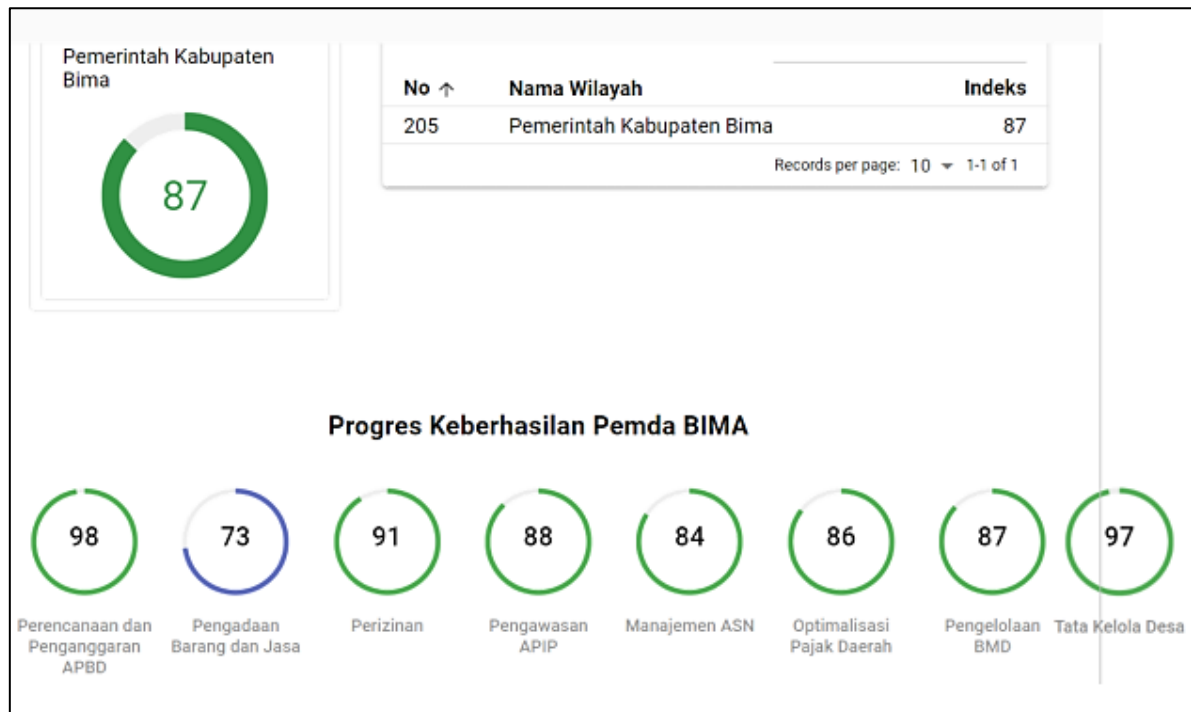 Pemerintah Kabupaten
Bima
87
No ↑ Nama Wilayah Indeks
205 Pemerintah Kabupaten Bima 87
Records per page: 10 1-1 of 1
Progres Keberhasilan Pemda BIMA
98 73 91 88 84 86 87 97
Perencanaan dan Pengadaan Perizinan Pengawasan Manajemen ASN Optimalisasi Pengelolaan Tata Kelola Desa
Penganggaran Barang dan Jasa APIP Pajak Daerah BMD
APBD